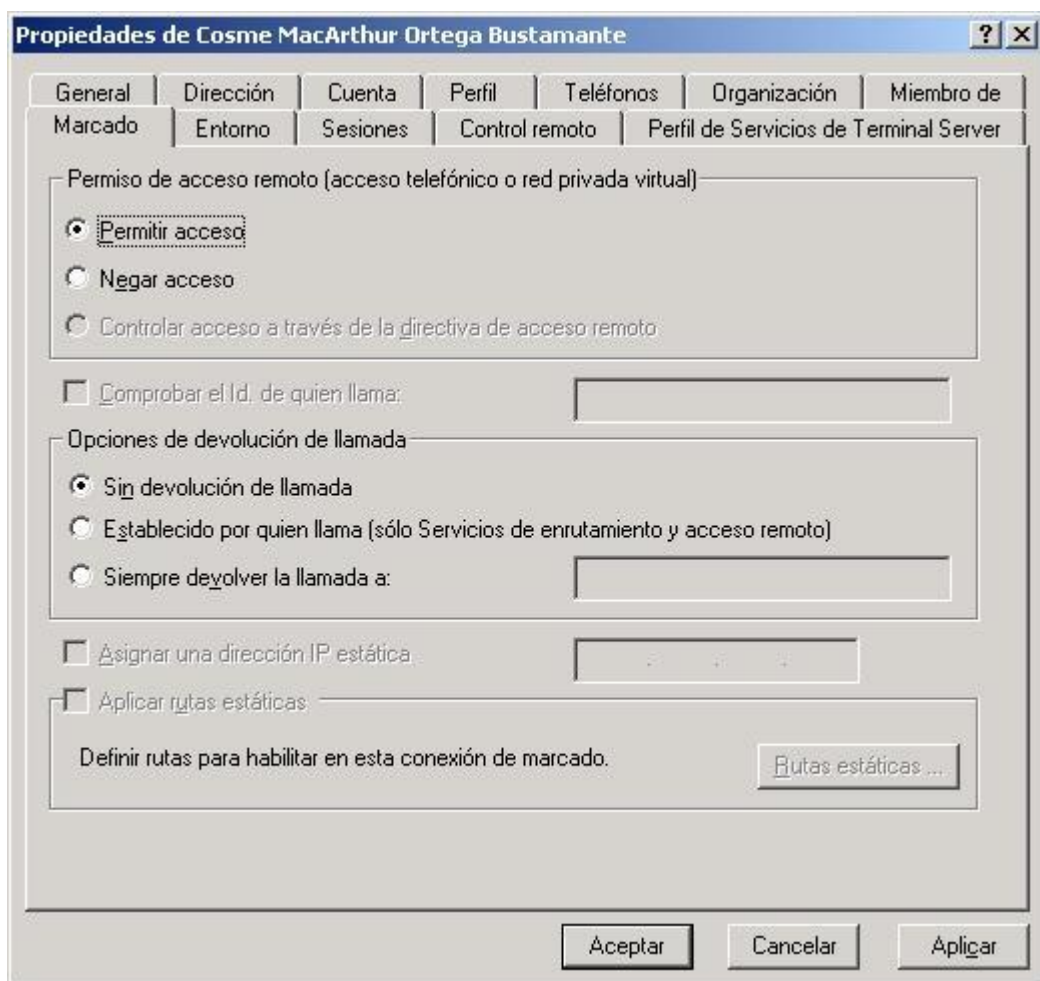 Propiedades de Cosme MacArthur Ortega Bustamante
General Dirección Cuenta Perfil Teléfonos Organización Miembro de
Marcado Entorno Sesiones Control remoto Perfil de Servicios de Terminal Server
Permiso de acceso remoto (acceso telefónico o red privada virtual)
Permitir acceso
Negar acceso
Controlar acceso a través de la directiva de acceso remoto
Comprobar el Id. de quien llama:
Opciones de devolución de llamada
Sin devolución de llamada
Establecido por quien llama (sólo Servicios de enrutamiento y acceso remoto)
Siempre devolver la llamada a:
Asignar una dirección IP estática
Aplicar rutas estáticas
Definir rutas para habilitar en esta conexión de marcado.
Rutas estáticas ...
Aceptar Cancelar Aplicar